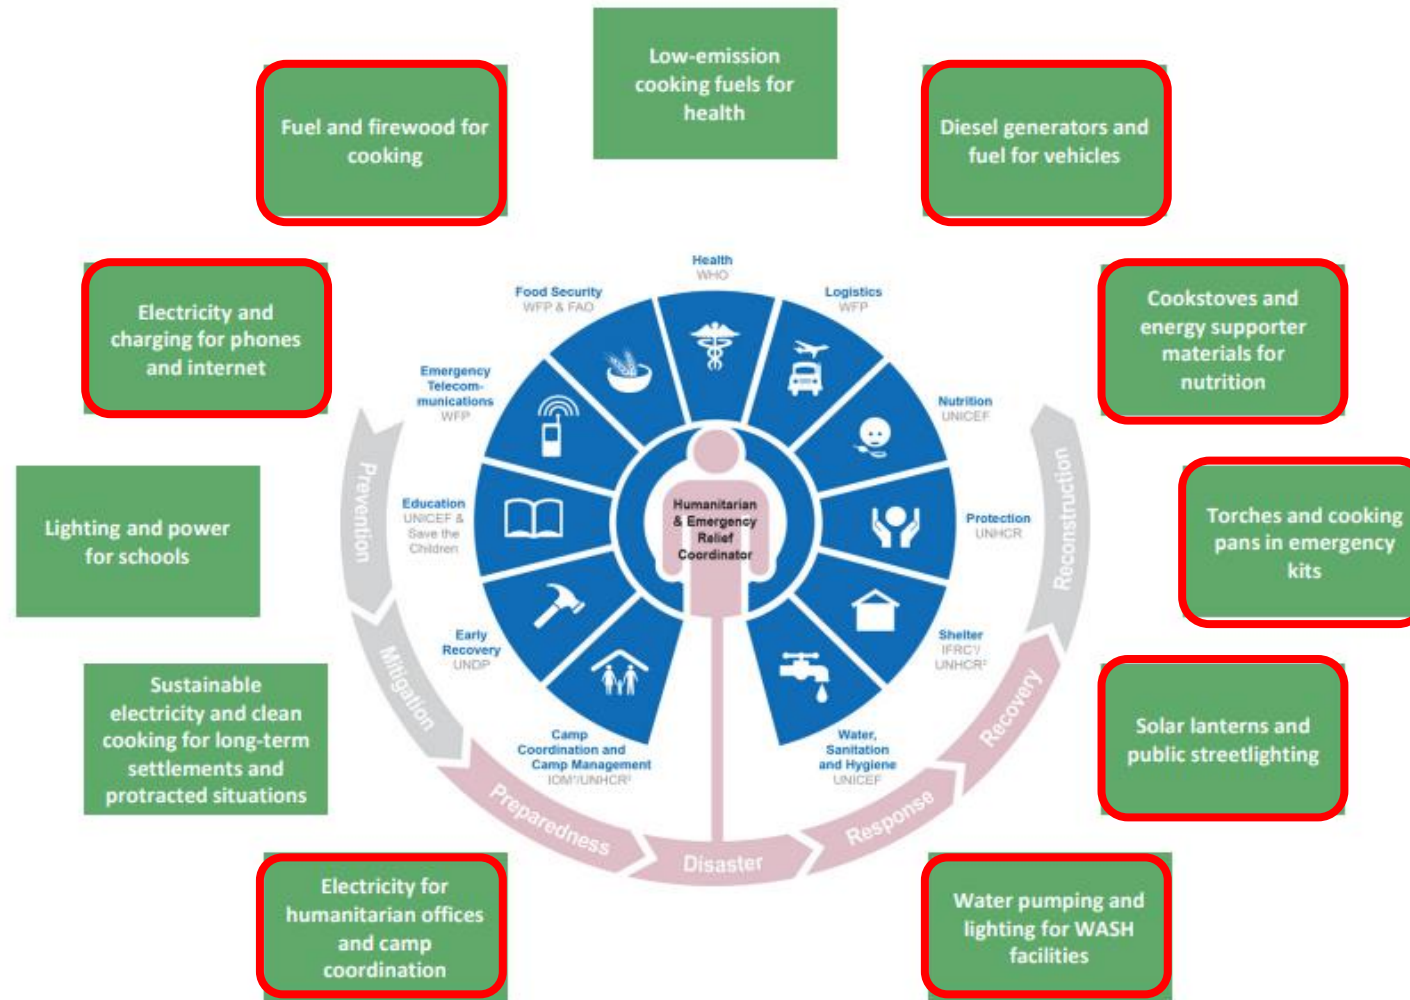 Low-emission
cooking fuels for
health
Fuel and firewood for
cooking
Diesel generators and
fuel for vehicles
Electricity and
charging for phones
and internet
Cookstoves and
energy supporter
materials for
nutrition
Lighting and power
for schools
Torches and cooking
pans in emergency
kits
Sustainable
electricity and clean
cooking for long-term
settlements and
protracted situations
Solar lanterns and
public streetlighting
Electricity for
humanitarian offices
and camp
coordination
Water pumping and
lighting for WASH
facilities
Health
WHO
Food Security
WFP & FAO
Logistics
WFP
Emergency
Telecom-
munications
WFP
Nutrition
UNICEF
Education
UNICEF &
Save the
Children
Protection
UNHCR
Early
Recovery
UNDP
Shelter
IFRC¹/
UNHCR²
Camp
Coordination and
Camp Management
IOM¹/UNHCR²
Water,
Sanitation
and Hygiene
UNICEF
Humanitarian
& Emergency
Relief
Coordinator
Prevention
Mitigation
Preparedness
Disaster
Response
Recovery
Reconstruction